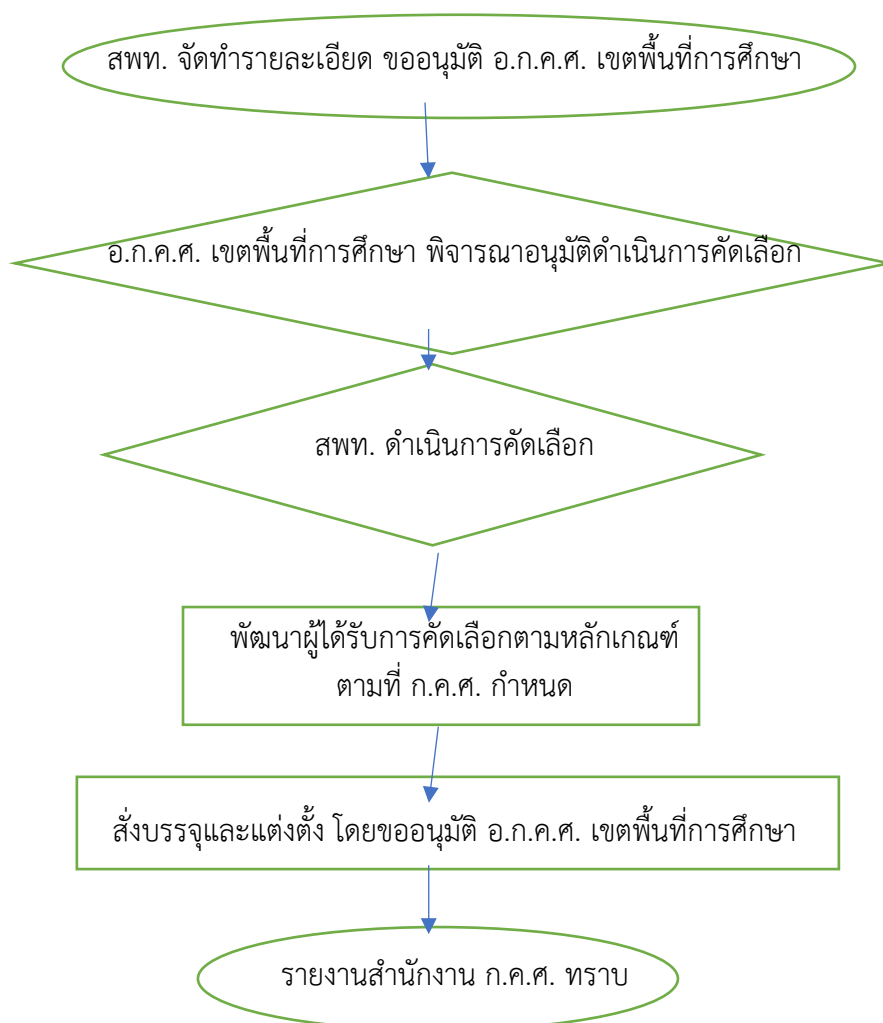 สพท. จัดทำรายละเอียด ขออนุมัติ อ.ก.ค.ศ. เขตพื้นที่การศึกษา
อ.ก.ค.ศ. เขตพื้นที่การศึกษา พิจารณาอนุมัติดำเนินการคัดเลือก
สพท. ดำเนินการคัดเลือก
พัฒนาผู้ได้รับการคัดเลือกตามหลักเกณฑ์
ตามที่ ก.ค.ศ. กำหนด
สั่งบรรจุและแต่งตั้ง โดยขออนุมัติ อ.ก.ค.ศ. เขตพื้นที่การศึกษา
รายงานสำนักงาน ก.ค.ศ. ทราบ